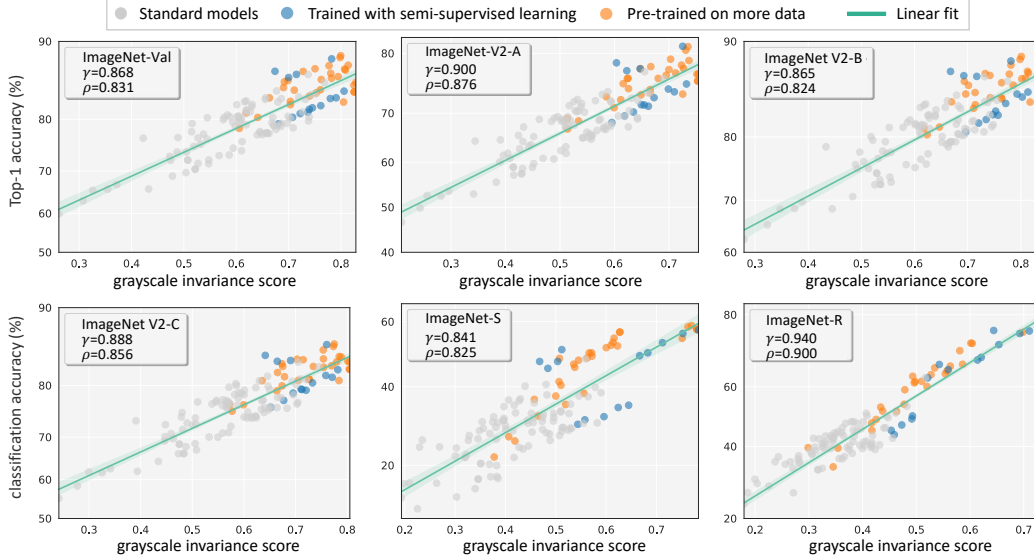 Standard models Trained with semi-supervised learning Pre-trained on more data Linear fit
Top-1 accuracy (%)
90
80
70
60
50
ImageNet-Val
γ=0.868
ρ=0.831
0.3 0.4 0.5 0.6 0.7 0.8
grayscale invariance score
80
70
60
50
40
ImageNet-V2-A
γ=0.900
ρ=0.876
0.3 0.4 0.5 0.6 0.7
grayscale invariance score
90
80
70
60
ImageNet V2-B
γ=0.865
ρ=0.824
0.3 0.4 0.5 0.6 0.7 0.8
grayscale invariance score
classification accuracy (%)
90
80
70
60
50
ImageNet V2-C
γ=0.888
ρ=0.856
0.3 0.4 0.5 0.6 0.7 0.8
grayscale invariance score
60
40
20
ImageNet-S
γ=0.841
ρ=0.825
0.2 0.3 0.4 0.5 0.6 0.7
grayscale invariance score
80
60
40
20
ImageNet-R
γ=0.940
ρ=0.900
0.2 0.3 0.4 0.5 0.6 0.7
grayscale invariance score